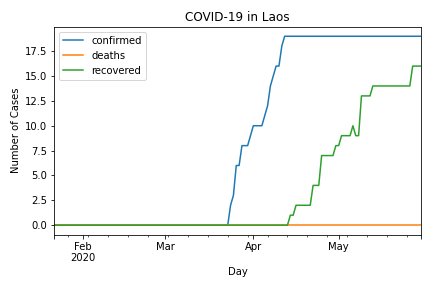 COVID-19 in Laos
confirmed
deaths
recovered
Number of Cases
17.5
15.0
12.5
10.0
7.5
5.0
2.5
0.0
Feb Mar Apr May
2020
Day